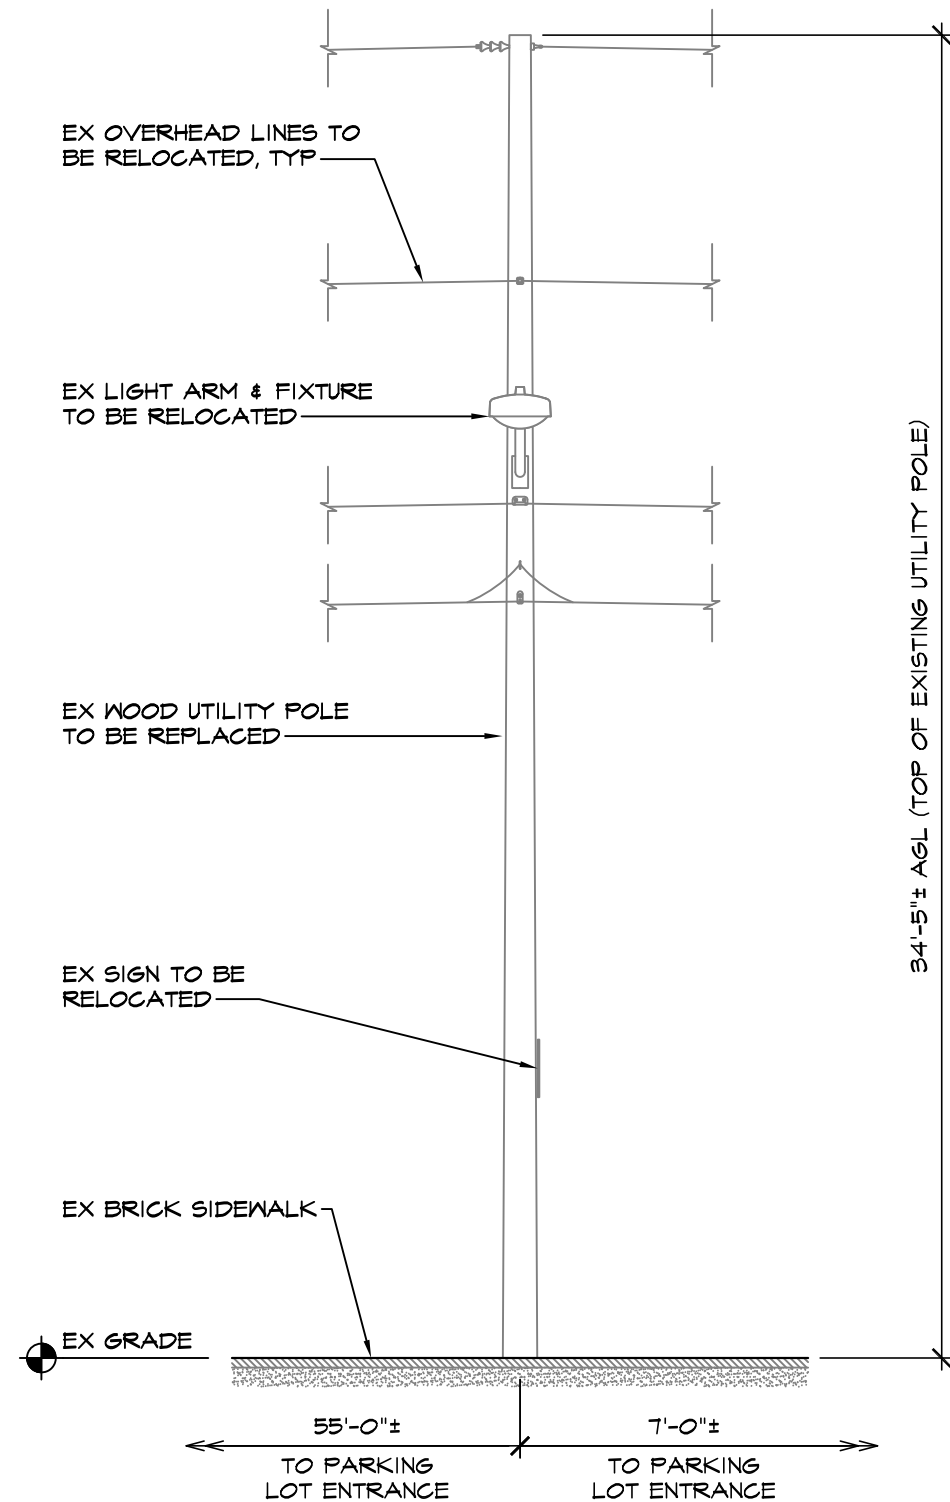 EX OVERHEAD LINES TO
BE RELOCATED, TYP
EX LIGHT ARM & FIXTURE
TO BE RELOCATED
34'-5"± AGL (TOP OF EXISTING UTILITY POLE)
EX WOOD UTILITY POLE
TO BE REPLACED
EX SIGN TO BE
RELOCATED
EX BRICK SIDEWALK
EX GRADE
55'-0"±
TO PARKING
LOT ENTRANCE
7'-0"±
TO PARKING
LOT ENTRANCE